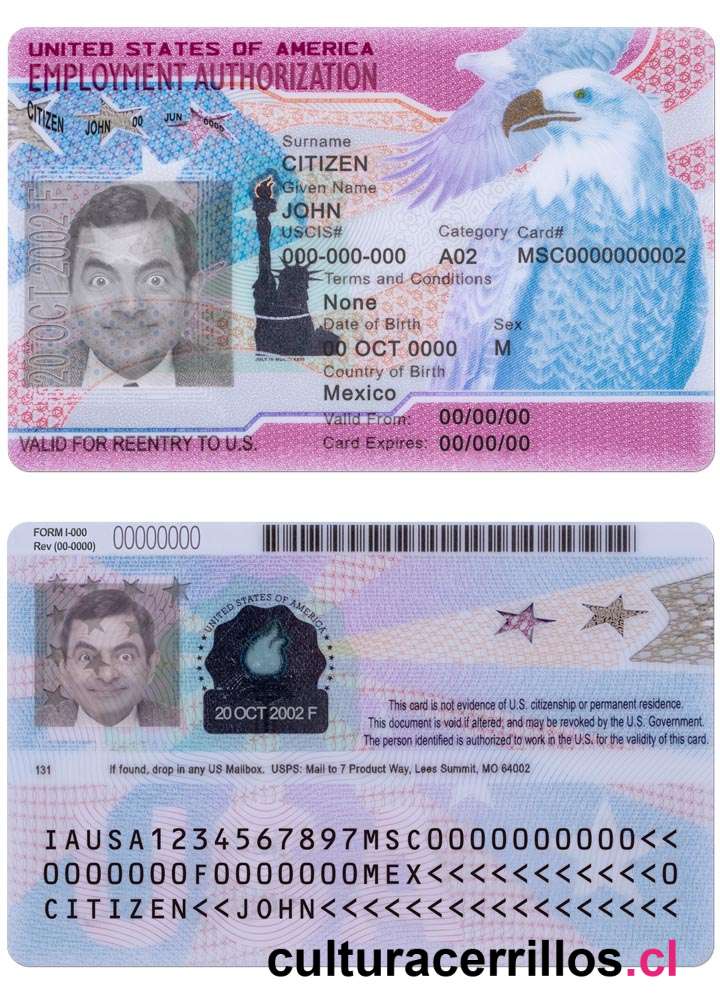 UNITED STATES OF AMERICA
EMPLOYMENT AUTHORIZATION
CITIZEN JOHN 00 JUN 0000
Surname
CITIZEN
Given Name
JOHN
USCIS# Category Card#
000-000-000 A02 MSC0000000002
Terms and Conditions
None
Date of Birth Sex
00 OCT 0000 M
Country of Birth
Mexico
Valid From: 00/00/00
Card Expires: 00/00/00
VALID FOR REENTRY TO U.S.
20 OCT 2002 F
FORM I-000 00000000
Rev (00-0000)
UNITED STATES OF AMERICA
20 OCT 2002 F
This card is not evidence of U.S. citizenship or permanent residence.
This document is void if altered, and may be revoked by the U.S. Government.
The person identified is authorized to work in the U.S. for the validity of this card.
131 If found, drop in any US Mailbox. USPS: Mail to 7 Product Way, Lees Summit, MO 64002
IAUSA1234567897MSC0000000000<<
0000000F0000000MEX<<<<<<<<<<<0
CITIZEN<<JOHN<<<<<<<<<<<<<<<<<
culturacerrillos.cl